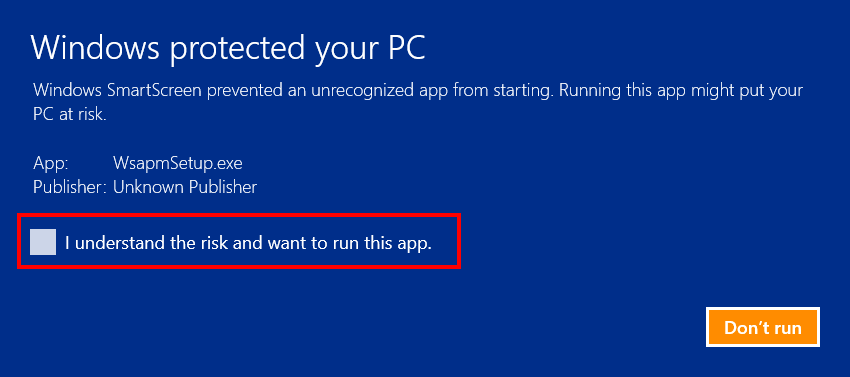 Windows protected your PC
Windows SmartScreen prevented an unrecognized app from starting. Running this app might put your
PC at risk.
App: WsapmSetup.exe
Publisher: Unknown Publisher
I understand the risk and want to run this app.
Don't run